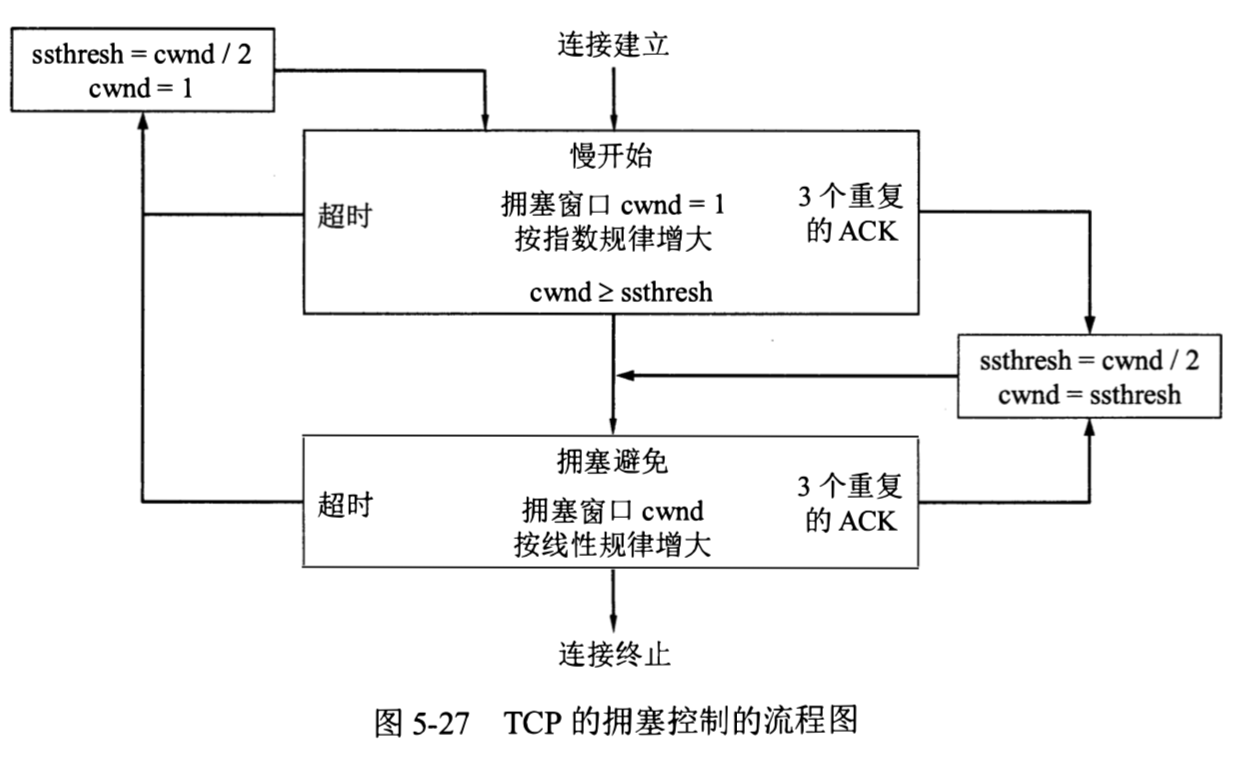 ssthresh = cwnd / 2
cwnd = 1
连接建立
慢开始
超时
拥塞窗口 cwnd = 1
按指数规律增大
3 个重复
的 ACK
cwnd ≥ ssthresh
ssthresh = cwnd / 2
cwnd = ssthresh
拥塞避免
超时
拥塞窗口 cwnd
按线性规律增大
3 个重复
的 ACK
连接终止
图 5-27 TCP 的拥塞控制的流程图